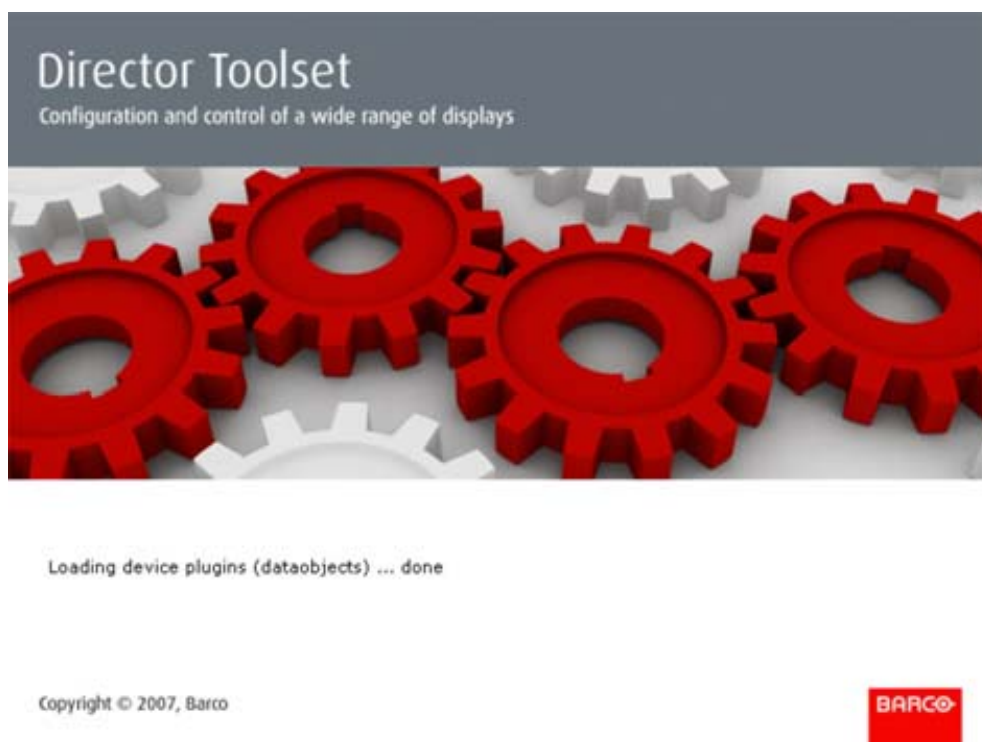 Director Toolset
Configuration and control of a wide range of displays
Loading device plugins (dataobjects) ... done
Copyright © 2007, Barco
BARCO